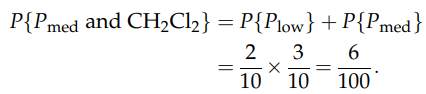 P{P_med and CH₂Cl₂} = P{P_low} + P{P_med}
= 2/10 × 3/10 = 6/100.